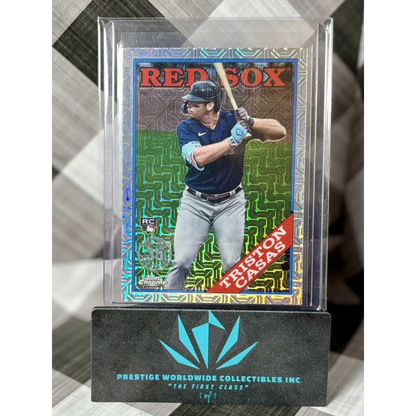 RED SOX
RC
TRISTON
CASAS
Chrome
PRESTIGE WORLDWIDE COLLECTIBLES INC
"THE FIRST CLASS"